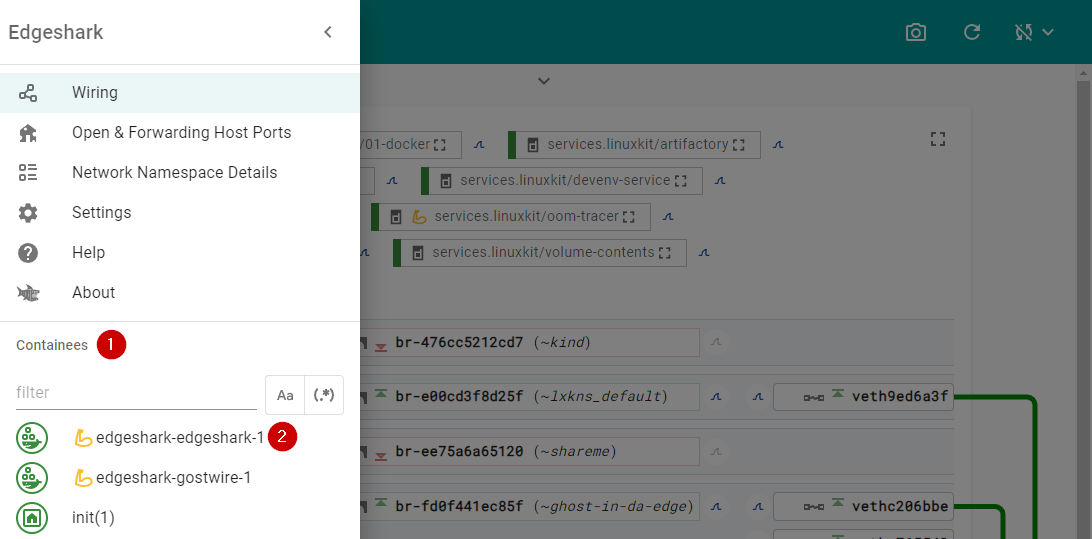 Edgeshark
Wiring
Open & Forwarding Host Ports
Network Namespace Details
Settings
Help
About
Containees 1
filter Aa (.*)
edgeshark-edgeshark-1 2
edgeshark-gostwire-1
init(1)
/01-docker services.linuxkit/artifactory
services.linuxkit/devenv-service
services.linuxkit/oom-tracer
services.linuxkit/volume-contents
br-476cc5212cd7 (~kind)
br-e00cd3f8d25f (~lxkns_default) veth9ed6a3f
br-ee75a6a65120 (~shareme)
br-fd0f441ec85f (~ghost-in-da-edge) vethc206bbe